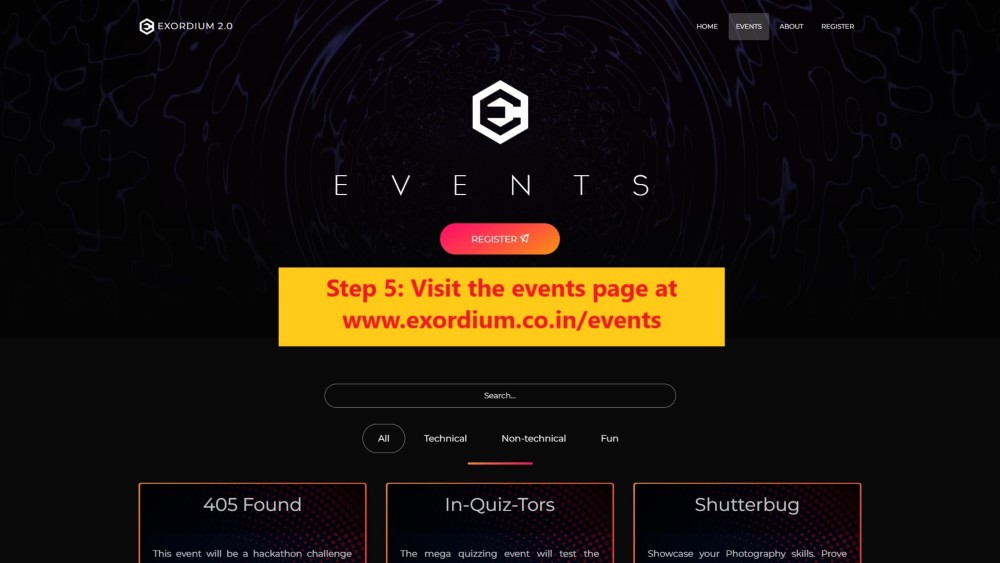 EXORDIUM 2.0
HOME EVENTS ABOUT REGISTER
EVENTS
REGISTER
Step 5: Visit the events page at
www.exordium.co.in/events
Search...
All Technical Non-technical Fun
405 Found
This event will be a hackathon challenge
In-Quiz-Tors
The mega quizzing event will test the
Shutterbug
Showcase your Photography skills. Prove